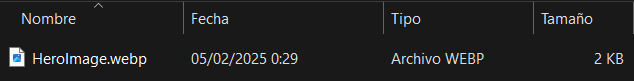 Nombre Fecha Tipo Tamaño
HeroImage.webp 05/02/2025 0:29 Archivo WEBP 2 KB